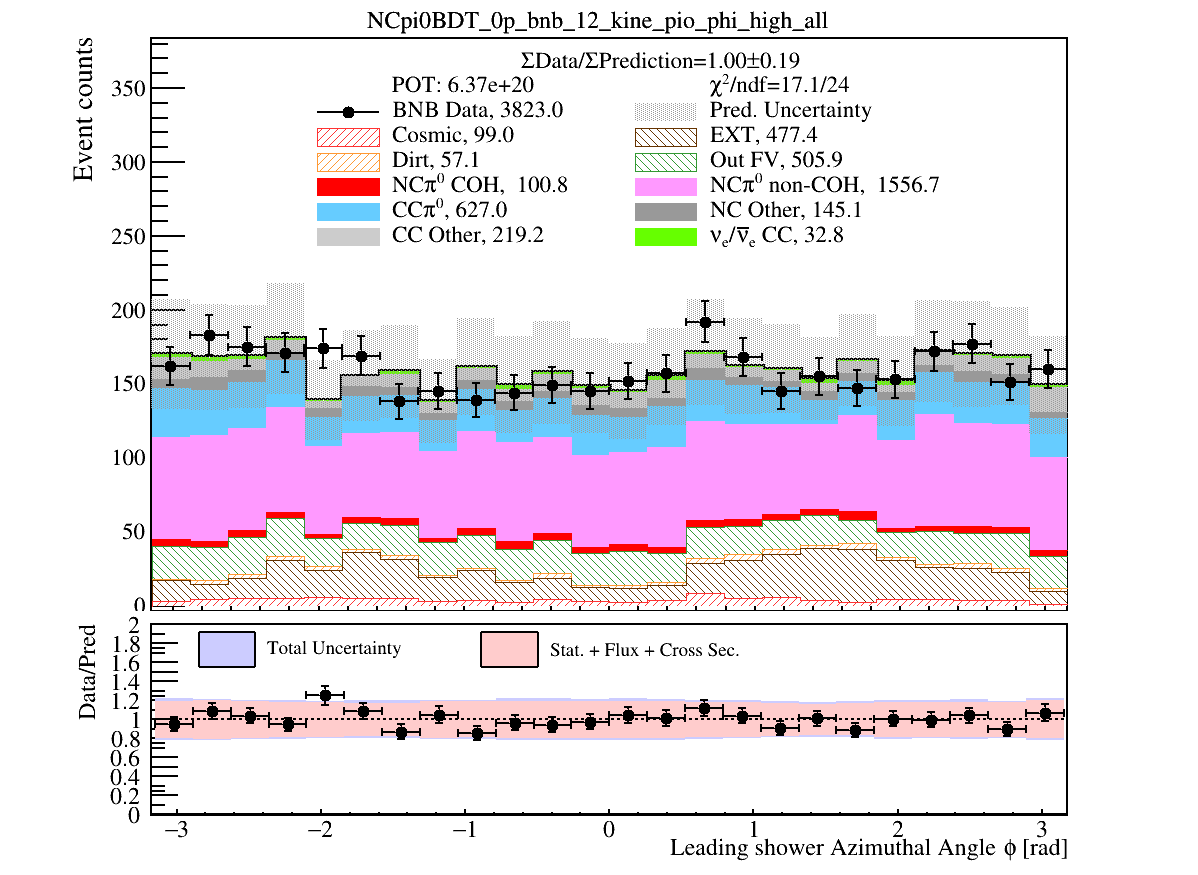 NCpi0BDT_0p_bnb_12_kine_pio_phi_high_all
ΣData/ΣPrediction=1.00±0.19
POT: 6.37e+20
χ²/ndf=17.1/24
BNB Data, 3823.0
Pred. Uncertainty
Cosmic, 99.0
EXT, 477.4
Dirt, 57.1
Out FV, 505.9
NCπ⁰ COH, 100.8
NCπ⁰ non-COH, 1556.7
CCπ⁰, 627.0
NC Other, 145.1
CC Other, 219.2
νₑ/ν̅ₑ CC, 32.8
Event counts
350
300
250
200
150
100
50
0
Total Uncertainty
Stat. + Flux + Cross Sec.
Data/Pred
2
1.8
1.6
1.4
1.2
1
0.8
0.6
0.4
0.2
0
−3 −2 −1 0 1 2 3
Leading shower Azimuthal Angle ϕ [rad]